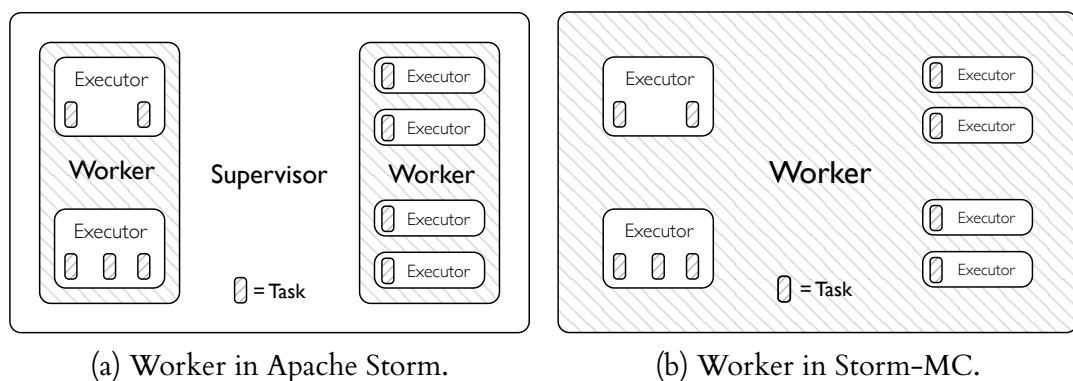 Executor
Executor
Executor
Worker
Supervisor
Worker
Executor
Executor
Executor
= Task
(a) Worker in Apache Storm.
Executor
Executor
Executor
Worker
Executor
Executor
Executor
= Task
(b) Worker in Storm-MC.